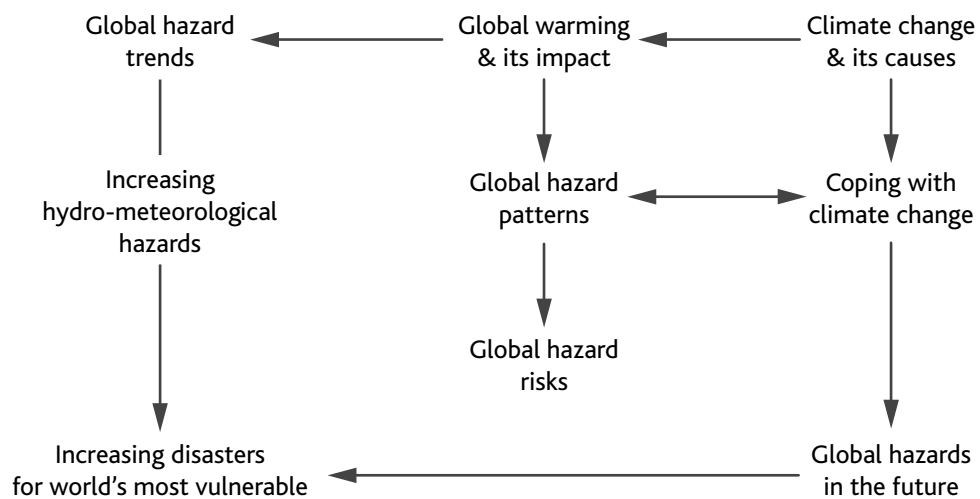 Global hazard
trends
Global warming
& its impact
Climate change
& its causes
Increasing
hydro-meteorological
hazards
Global hazard
patterns
Coping with
climate change
Global hazard
risks
Increasing disasters
for world's most vulnerable
Global hazards
in the future